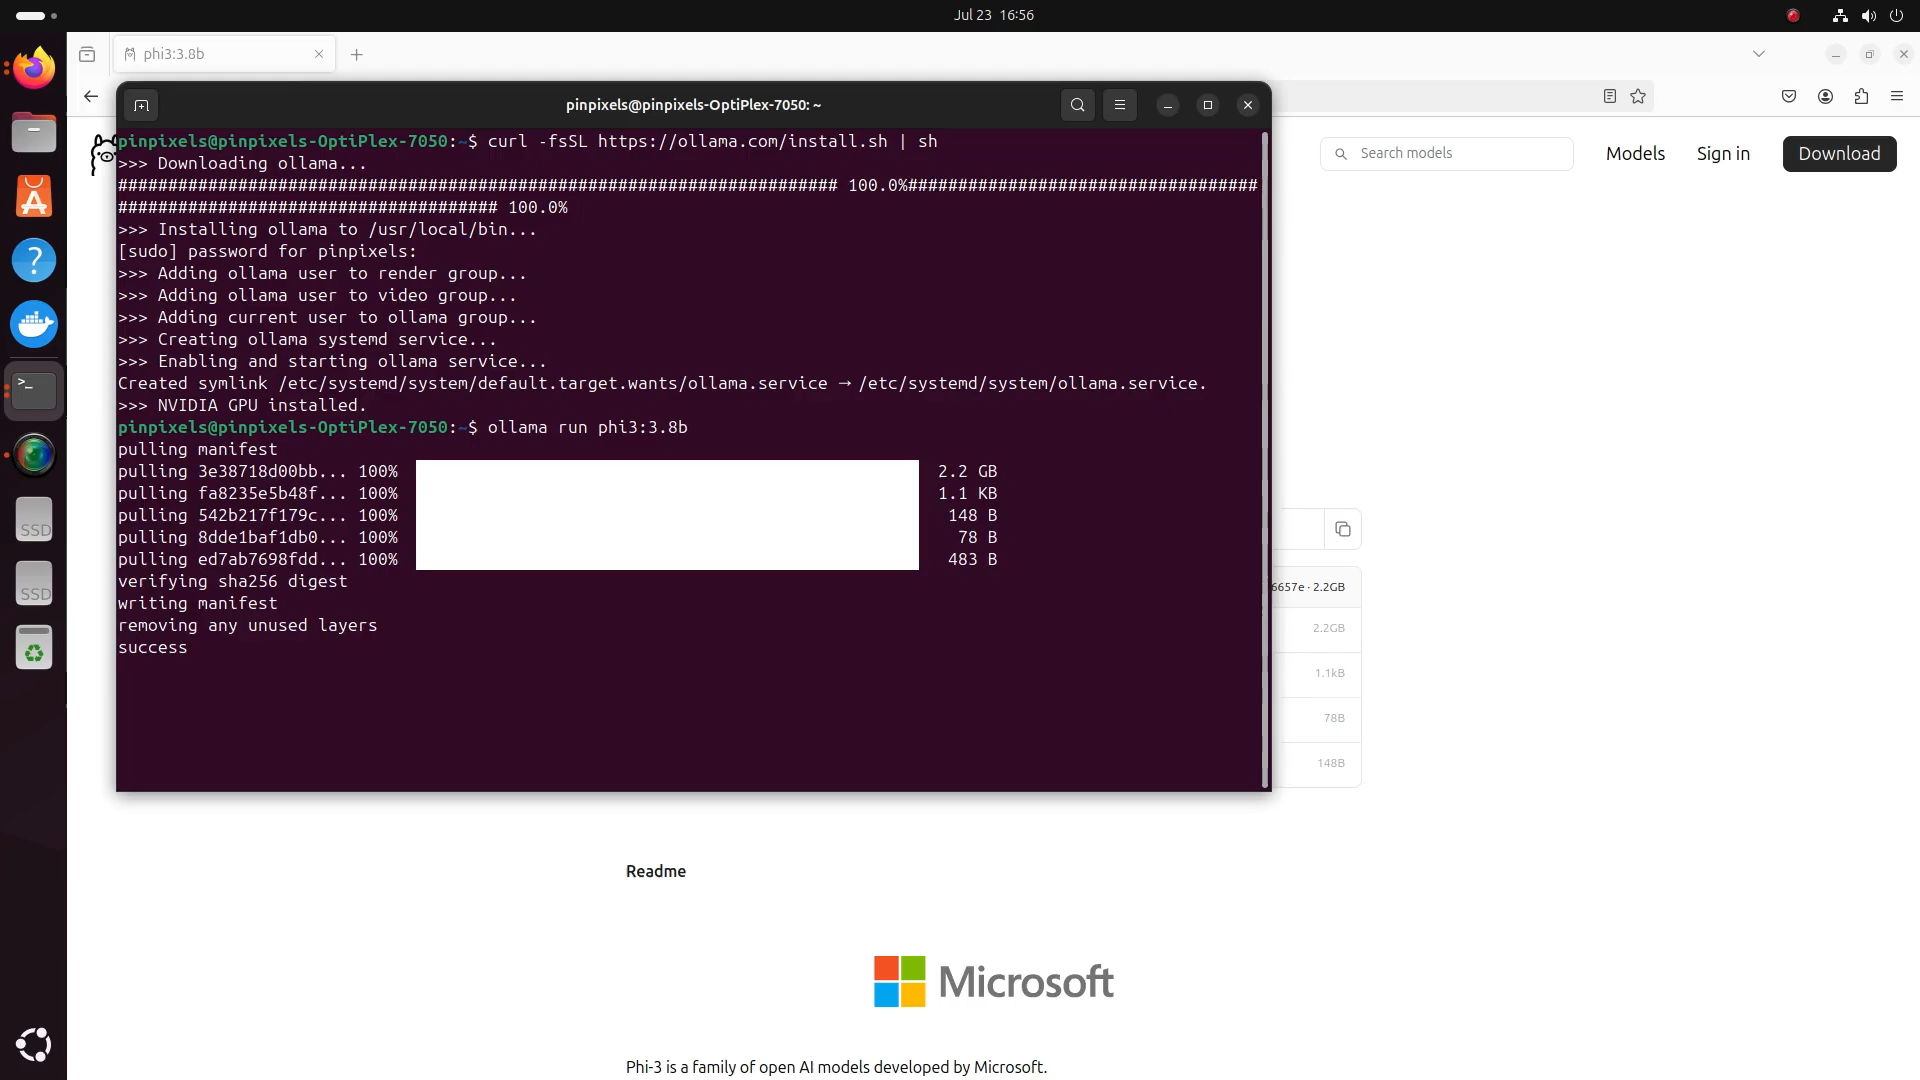 Jul 23 16:56
phi3:3.8b
pinpixels@pinpixels-OptiPlex-7050: ~
Search models
Models
Sign in
Download
pinpixels@pinpixels-OptiPlex-7050:~$ curl -fsSL https://ollama.com/install.sh | sh
>>> Downloading ollama...
######################################################################## 100.0%###################################
###################################### 100.0%
>>> Installing ollama to /usr/local/bin...
[sudo] password for pinpixels:
>>> Adding ollama user to render group...
>>> Adding ollama user to video group...
>>> Adding current user to ollama group...
>>> Creating ollama systemd service...
>>> Enabling and starting ollama service...
Created symlink /etc/systemd/system/default.target.wants/ollama.service → /etc/systemd/system/ollama.service.
>>> NVIDIA GPU installed.
pinpixels@pinpixels-OptiPlex-7050:~$ ollama run phi3:3.8b
pulling manifest
pulling 3e38718d00bb... 100% 2.2 GB
pulling fa8235e5b48f... 100% 1.1 KB
pulling 542b217f179c... 100% 148 B
pulling 8dde1baf1db0... 100% 78 B
pulling ed7ab7698fdd... 100% 483 B
verifying sha256 digest
writing manifest
removing any unused layers
success
6657e · 2.2GB
2.2GB
1.1kB
78B
148B
SSD
SSD
Readme
Microsoft
Phi-3 is a family of open AI models developed by Microsoft.